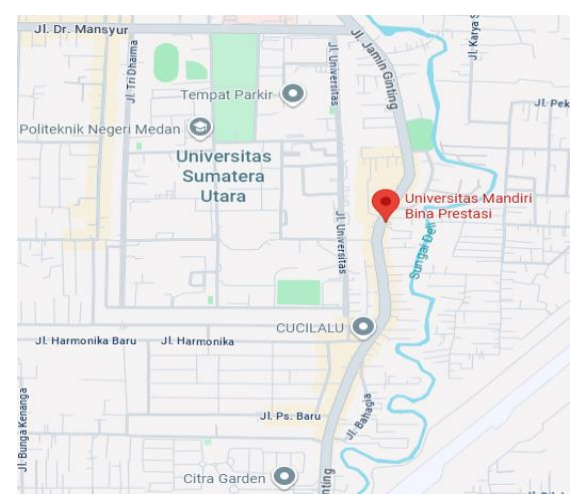 Jl. Dr. Mansyur
Jl. Tri Dhaima
Jl. Universitas
Jl. Jamin Ginting
Jl. Karya S
Jl. Pek
Tempat Parkir
Politeknik Negeri Medan
Universitas
Sumatera
Utara
Universitas Mandiri
Bina Prestasi
Jl. Universitas
Sungai Deli
CUCILALU
Jl. Harmonika Baru
Jl. Harmonika
Jl. Bunga Kenanga
Jl. Ps. Baru
Jl. Bahagia
Citra Garden
Ginting